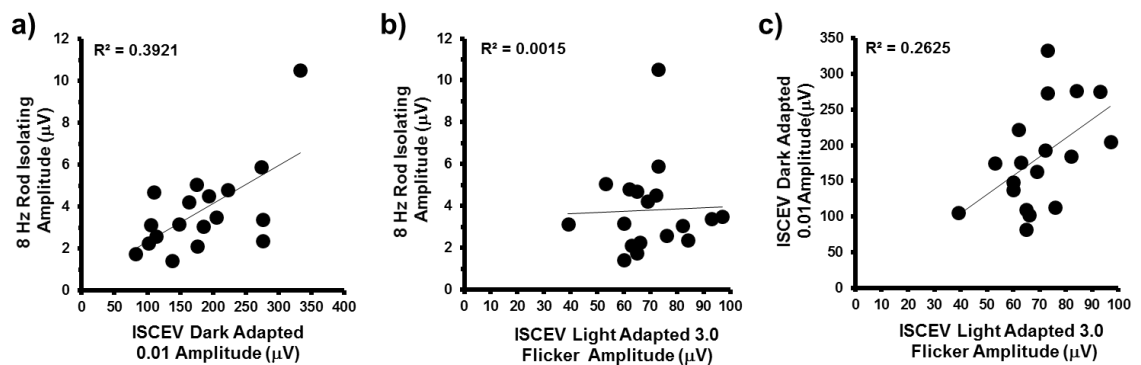 a)
R² = 0.3921
8 Hz Rod Isolating
Amplitude (μV)
12
10
8
6
4
2
0
0 50 100 150 200 250 300 350 400
ISCEV Dark Adapted
0.01 Amplitude (μV)
b)
R² = 0.0015
8 Hz Rod Isolating
Amplitude (μV)
12
10
8
6
4
2
0
0 10 20 30 40 50 60 70 80 90 100
ISCEV Light Adapted 3.0
Flicker Amplitude (μV)
c)
R² = 0.2625
ISCEV Dark Adapted
0.01 Amplitude(μV)
350
300
250
200
150
100
50
0
0 10 20 30 40 50 60 70 80 90 100
ISCEV Light Adapted 3.0
Flicker Amplitude (μV)